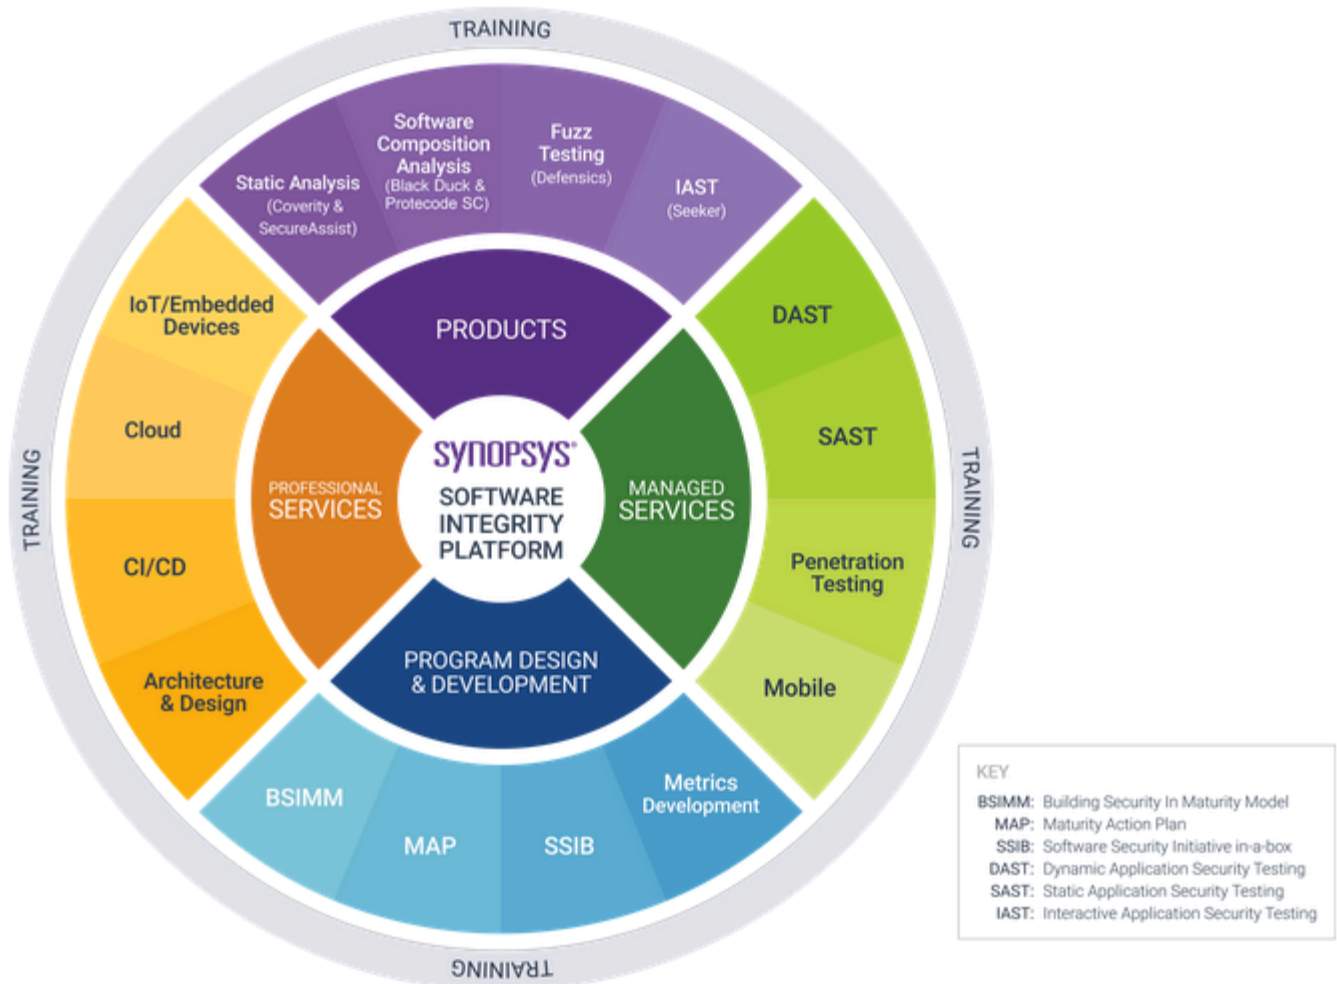 TRAINING
Software
Composition
Analysis
(Black Duck &
Protecode SC)
Fuzz
Testing
(Defensics)
Static Analysis
(Coverity &
SecureAssist)
IAST
(Seeker)
IoT/Embedded
Devices
PRODUCTS
DAST
Cloud
SAST
TRAINING
PROFESSIONAL
SERVICES
SYNOPSYS®
SOFTWARE
INTEGRITY
PLATFORM
MANAGED
SERVICES
TRAINING
CI/CD
Penetration
Testing
Architecture
& Design
PROGRAM DESIGN
& DEVELOPMENT
Mobile
BSIMM
MAP
SSIB
Metrics
Development
TRAINING
KEY
BSIMM: Building Security In Maturity Model
MAP: Maturity Action Plan
SSIB: Software Security Initiative in-a-box
DAST: Dynamic Application Security Testing
SAST: Static Application Security Testing
IAST: Interactive Application Security Testing